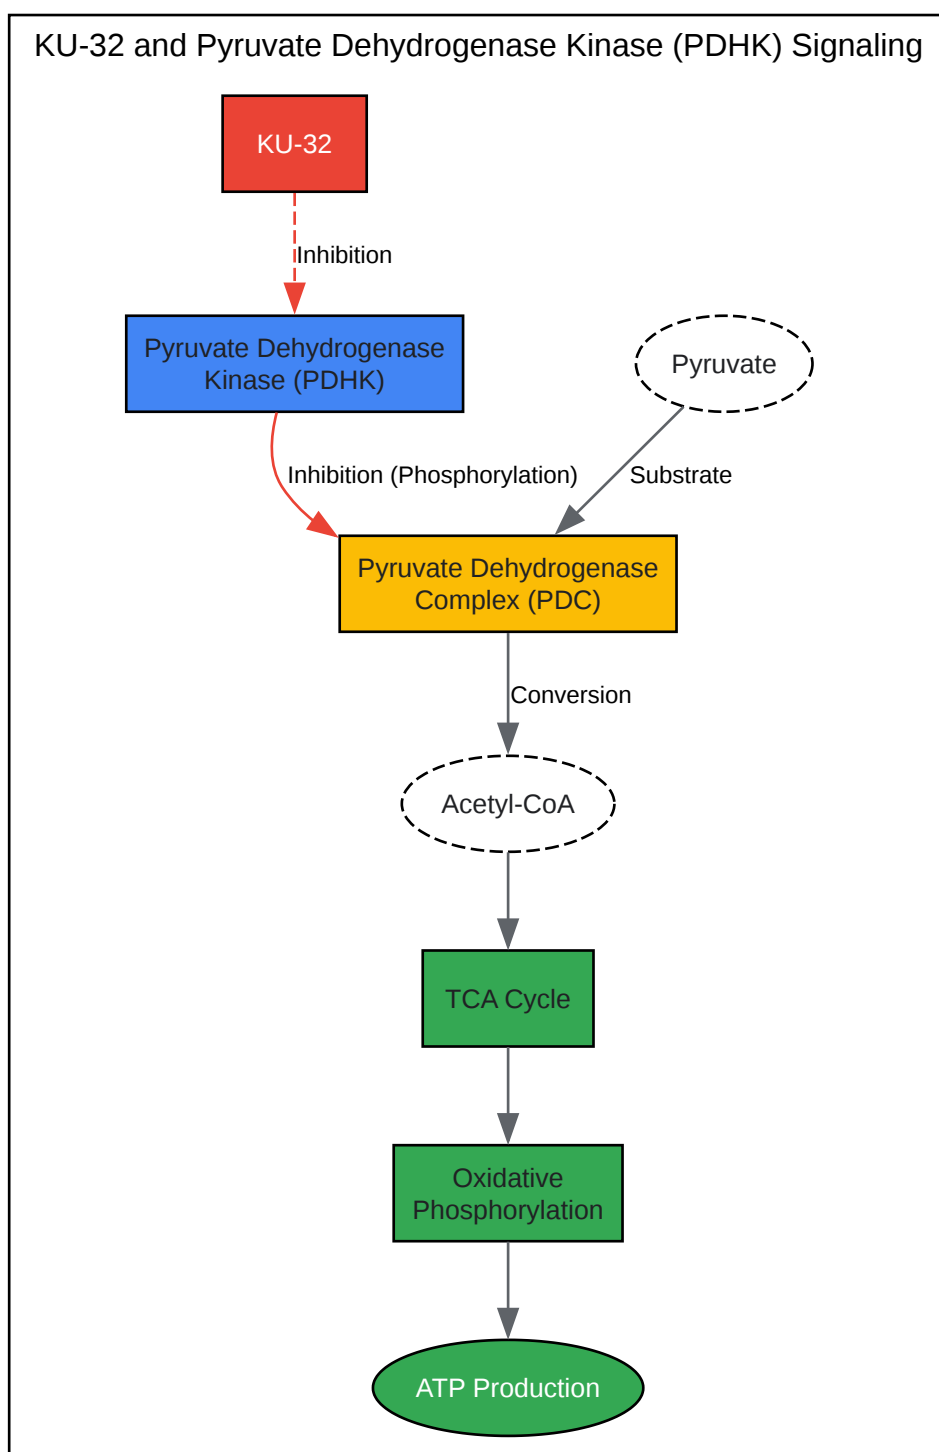 KU-32 and Pyruvate Dehydrogenase Kinase (PDHK) Signaling
KU-32
Inhibition
Pyruvate Dehydrogenase
Kinase (PDHK)
Pyruvate
Inhibition (Phosphorylation)
Substrate
Pyruvate Dehydrogenase
Complex (PDC)
Conversion
Acetyl-CoA
TCA Cycle
Oxidative
Phosphorylation
ATP Production